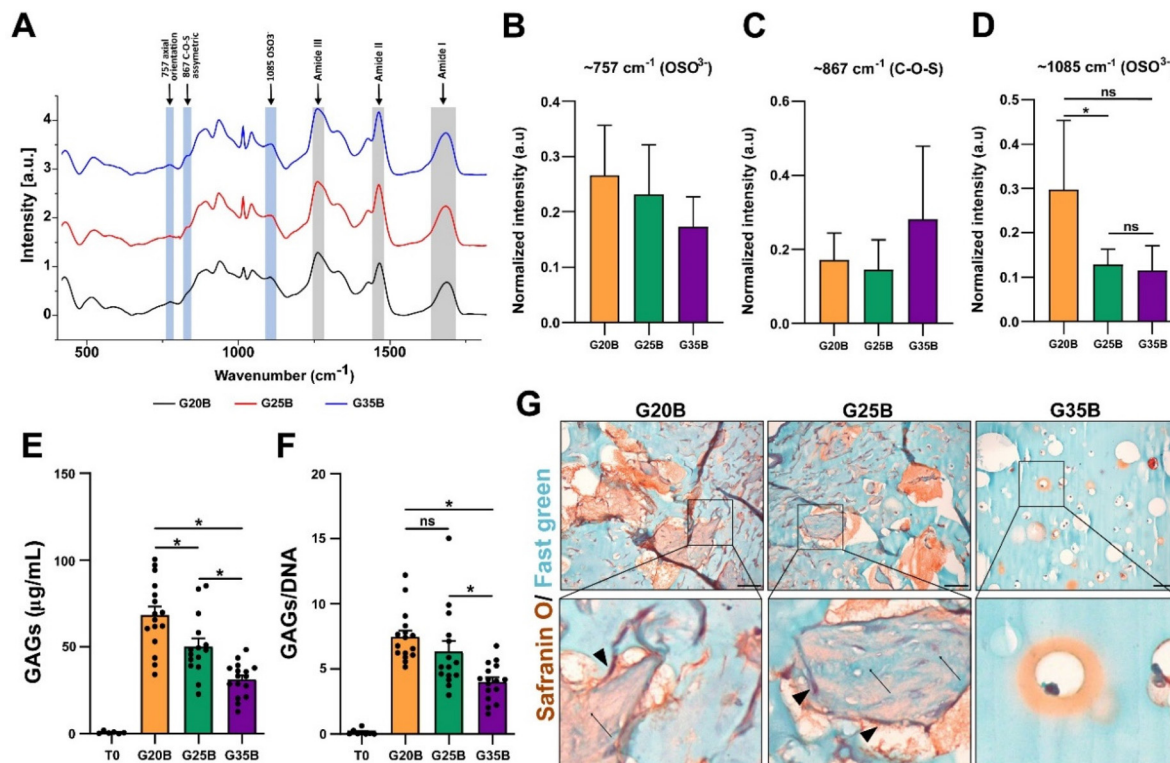 A
757 axial
orientation
867 C-O-S
assymetric
1085 OSO3-
Amide III
Amide II
Amide I
Intensity [a.u.]
4
3
2
1
0
500
1000
1500
Wavenumber (cm-1)
G20B
G25B
G35B
B
~757 cm-1 (OSO3-)
Normalized intensity (a.u)
0.4
0.3
0.2
0.1
0.0
G20B
G25B
G35B
C
~867 cm-1 (C-O-S)
Normalized intensity (a.u)
0.6
0.4
0.2
0.0
G20B
G25B
G35B
D
~1085 cm-1 (OSO3-
Normalized intensity (a.u)
ns
*
ns
0.5
0.4
0.3
0.2
0.1
0.0
G20B
G25B
G35B
E
GAGs (μg/mL)
150
100
50
0
*
*
*
T0
G20B
G25B
G35B
F
GAGs/DNA
20
15
10
5
0
*
ns
*
T0
G20B
G25B
G35B
G
Safranin O/ Fast green
G20B
G25B
G35B